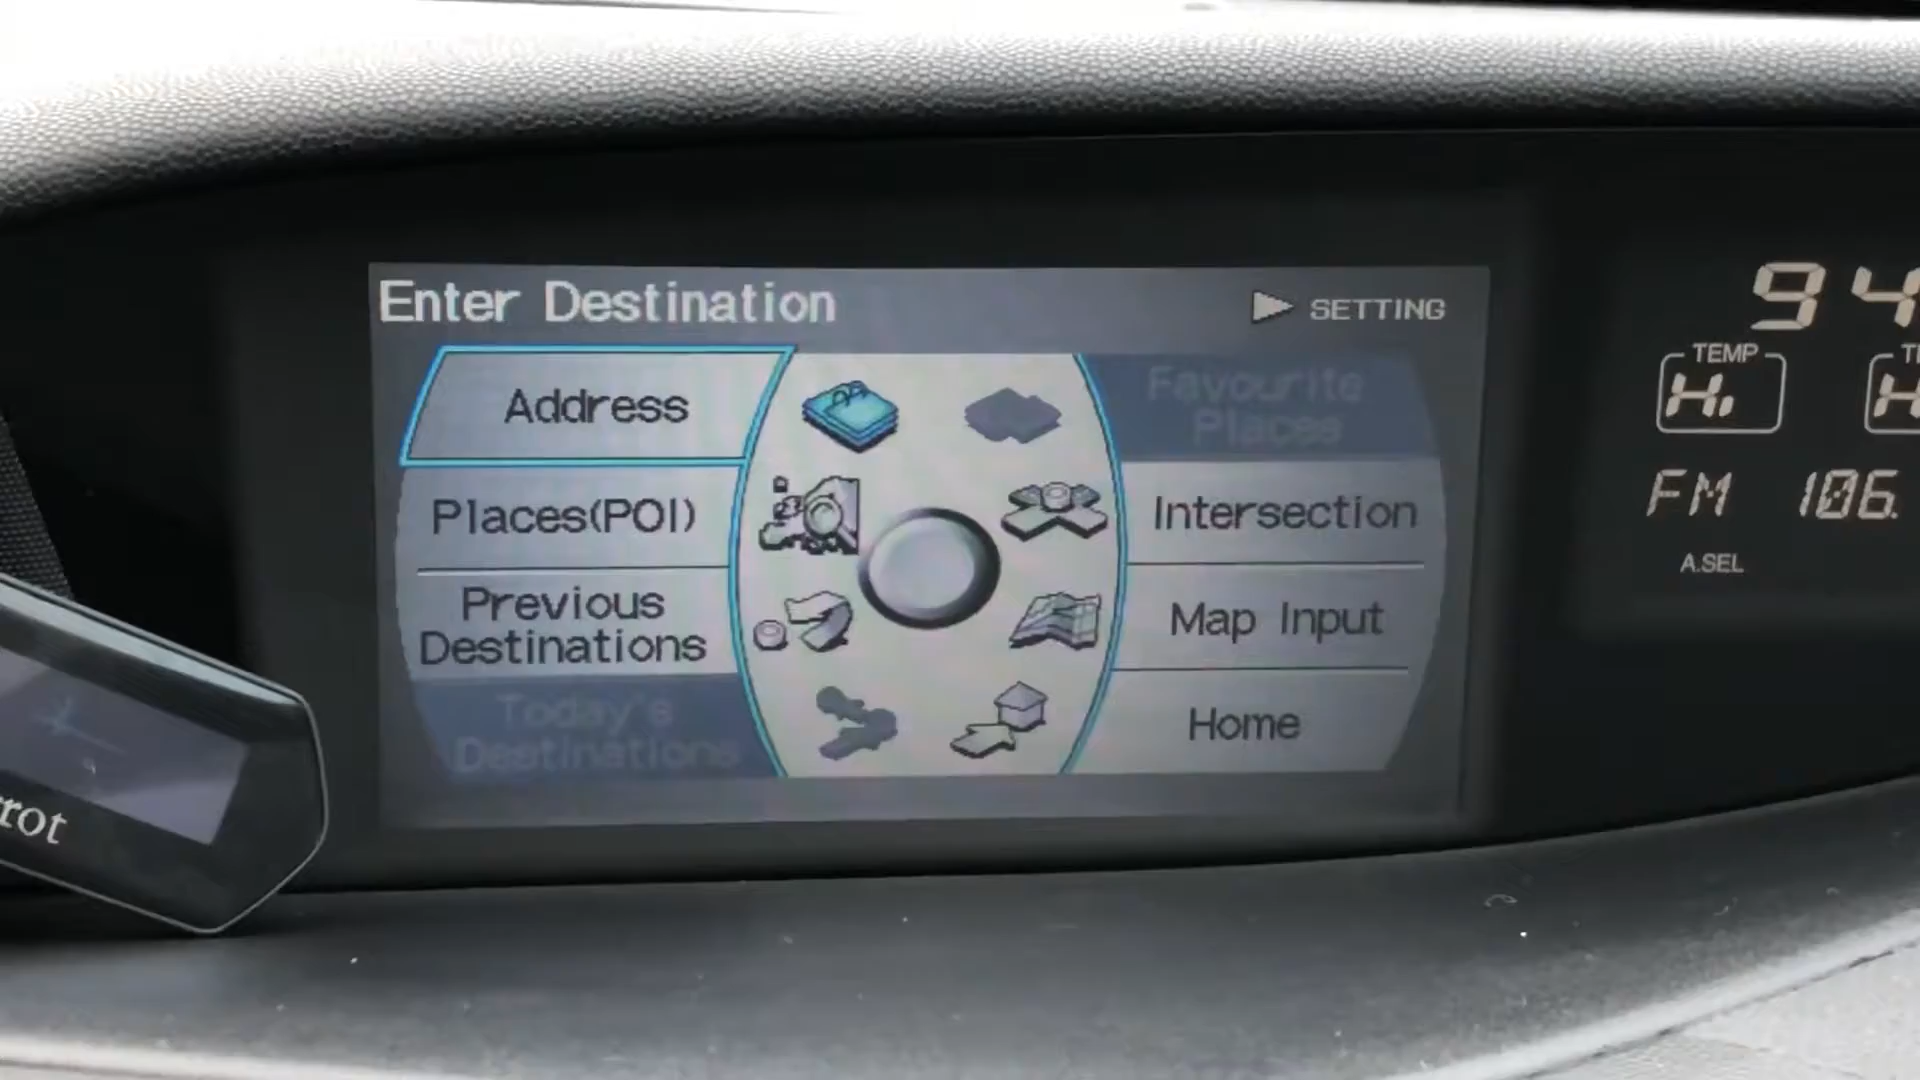 Enter Destination
SETTING
Address
Favourite
Places
Places(POI)
Intersection
Previous
Destinations
Map Input
Today's
Destinations
Home
94
TEMP
Hi
FM 106.
A.SEL
rot